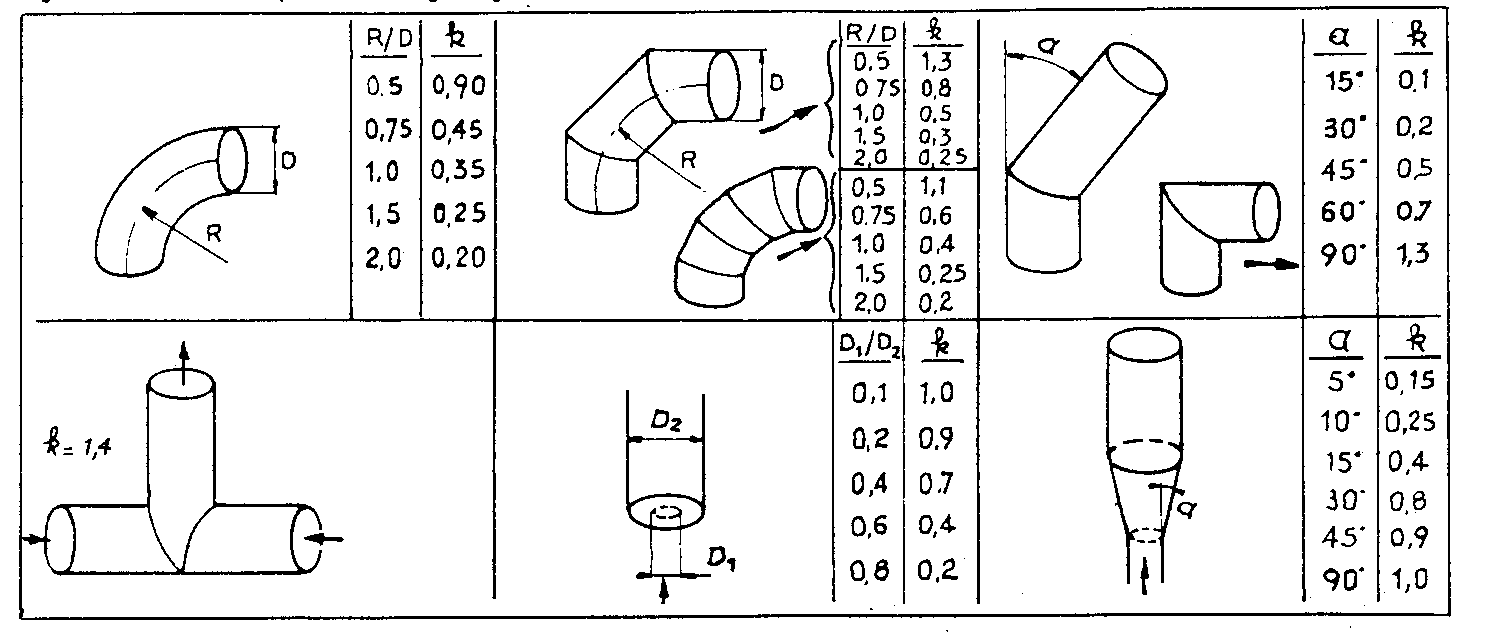 R/D k
0.5 0,90
0,75 0,45
1.0 0,35
1,5 0,25
2,0 0,20
D
R
R/D k
0.5 1,3
0.75 0,8
1,0 0,5
1.5 0,3
2,0 0,25
D
R
0,5 1,1
0.75 0,6
1.0 0,4
1.5 0,25
2,0 0,2
a
a k
15° 0,1
30° 0,2
45° 0,5
60° 0.7
90° 1,3
k = 1,4
D2
D1
D1/D2 k
0,1 1,0
0,2 0,9
0,4 0.7
0,6 0,4
0,8 0,2
a
a k
5° 0,15
10° 0,25
15° 0,4
30° 0,8
45° 0,9
90° 1,0